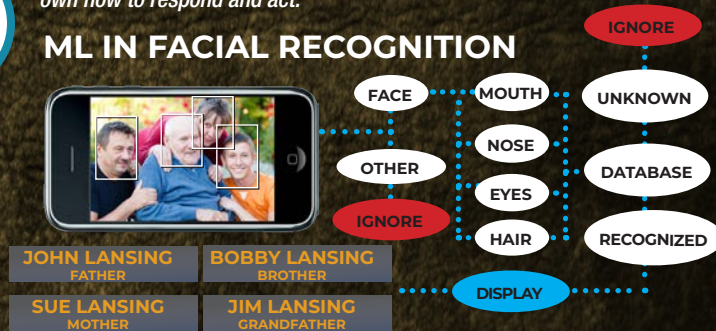 own how to respond and act.
ML IN FACIAL RECOGNITION
IGNORE
FACE
MOUTH
UNKNOWN
NOSE
OTHER
DATABASE
EYES
IGNORE
HAIR
RECOGNIZED
JOHN LANSING
FATHER
BOBBY LANSING
BROTHER
DISPLAY
SUE LANSING
MOTHER
JIM LANSING
GRANDFATHER